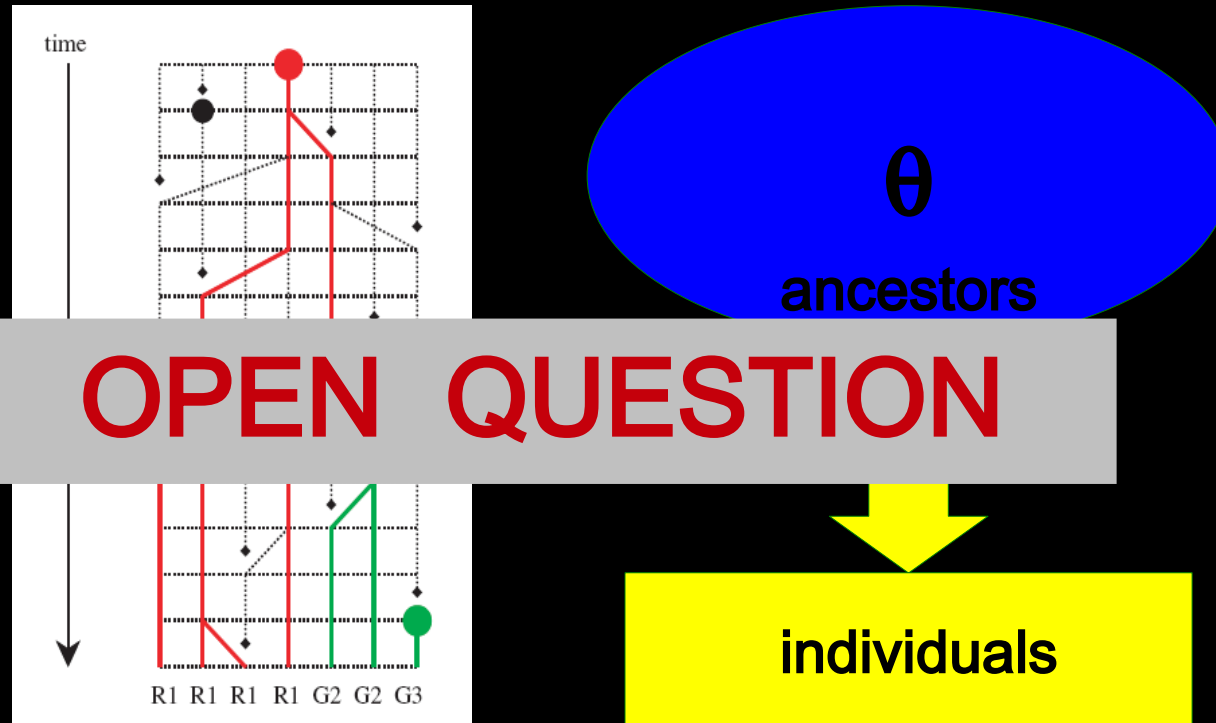 time
θ
ancestors
OPEN QUESTION
individuals
R1 R1 R1 R1 G2 G2 G3